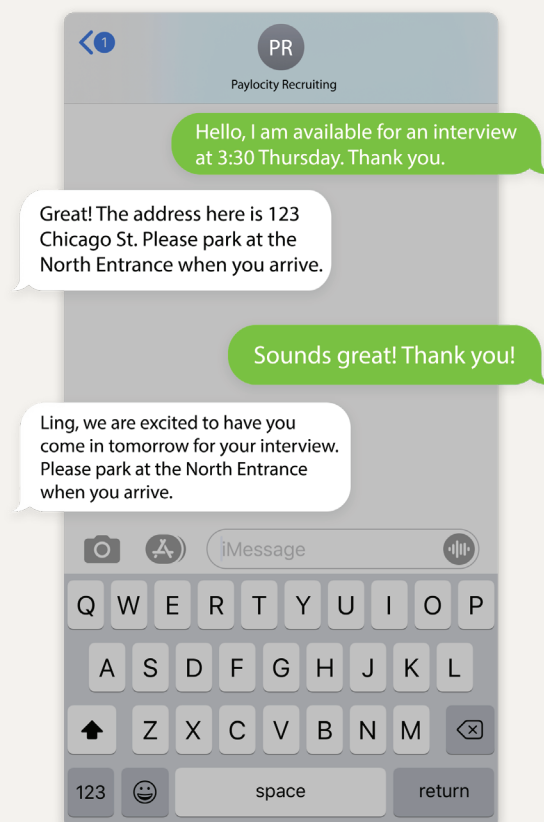 1
PR
Paylocity Recruiting
Hello, I am available for an interview
at 3:30 Thursday. Thank you.
Great! The address here is 123
Chicago St. Please park at the
North Entrance when you arrive.
Sounds great! Thank you!
Ling, we are excited to have you
come in tomorrow for your interview.
Please park at the North Entrance
when you arrive.
iMessage
Q W E R T Y U I O P
A S D F G H J K L
Z X C V B N M
123 space return